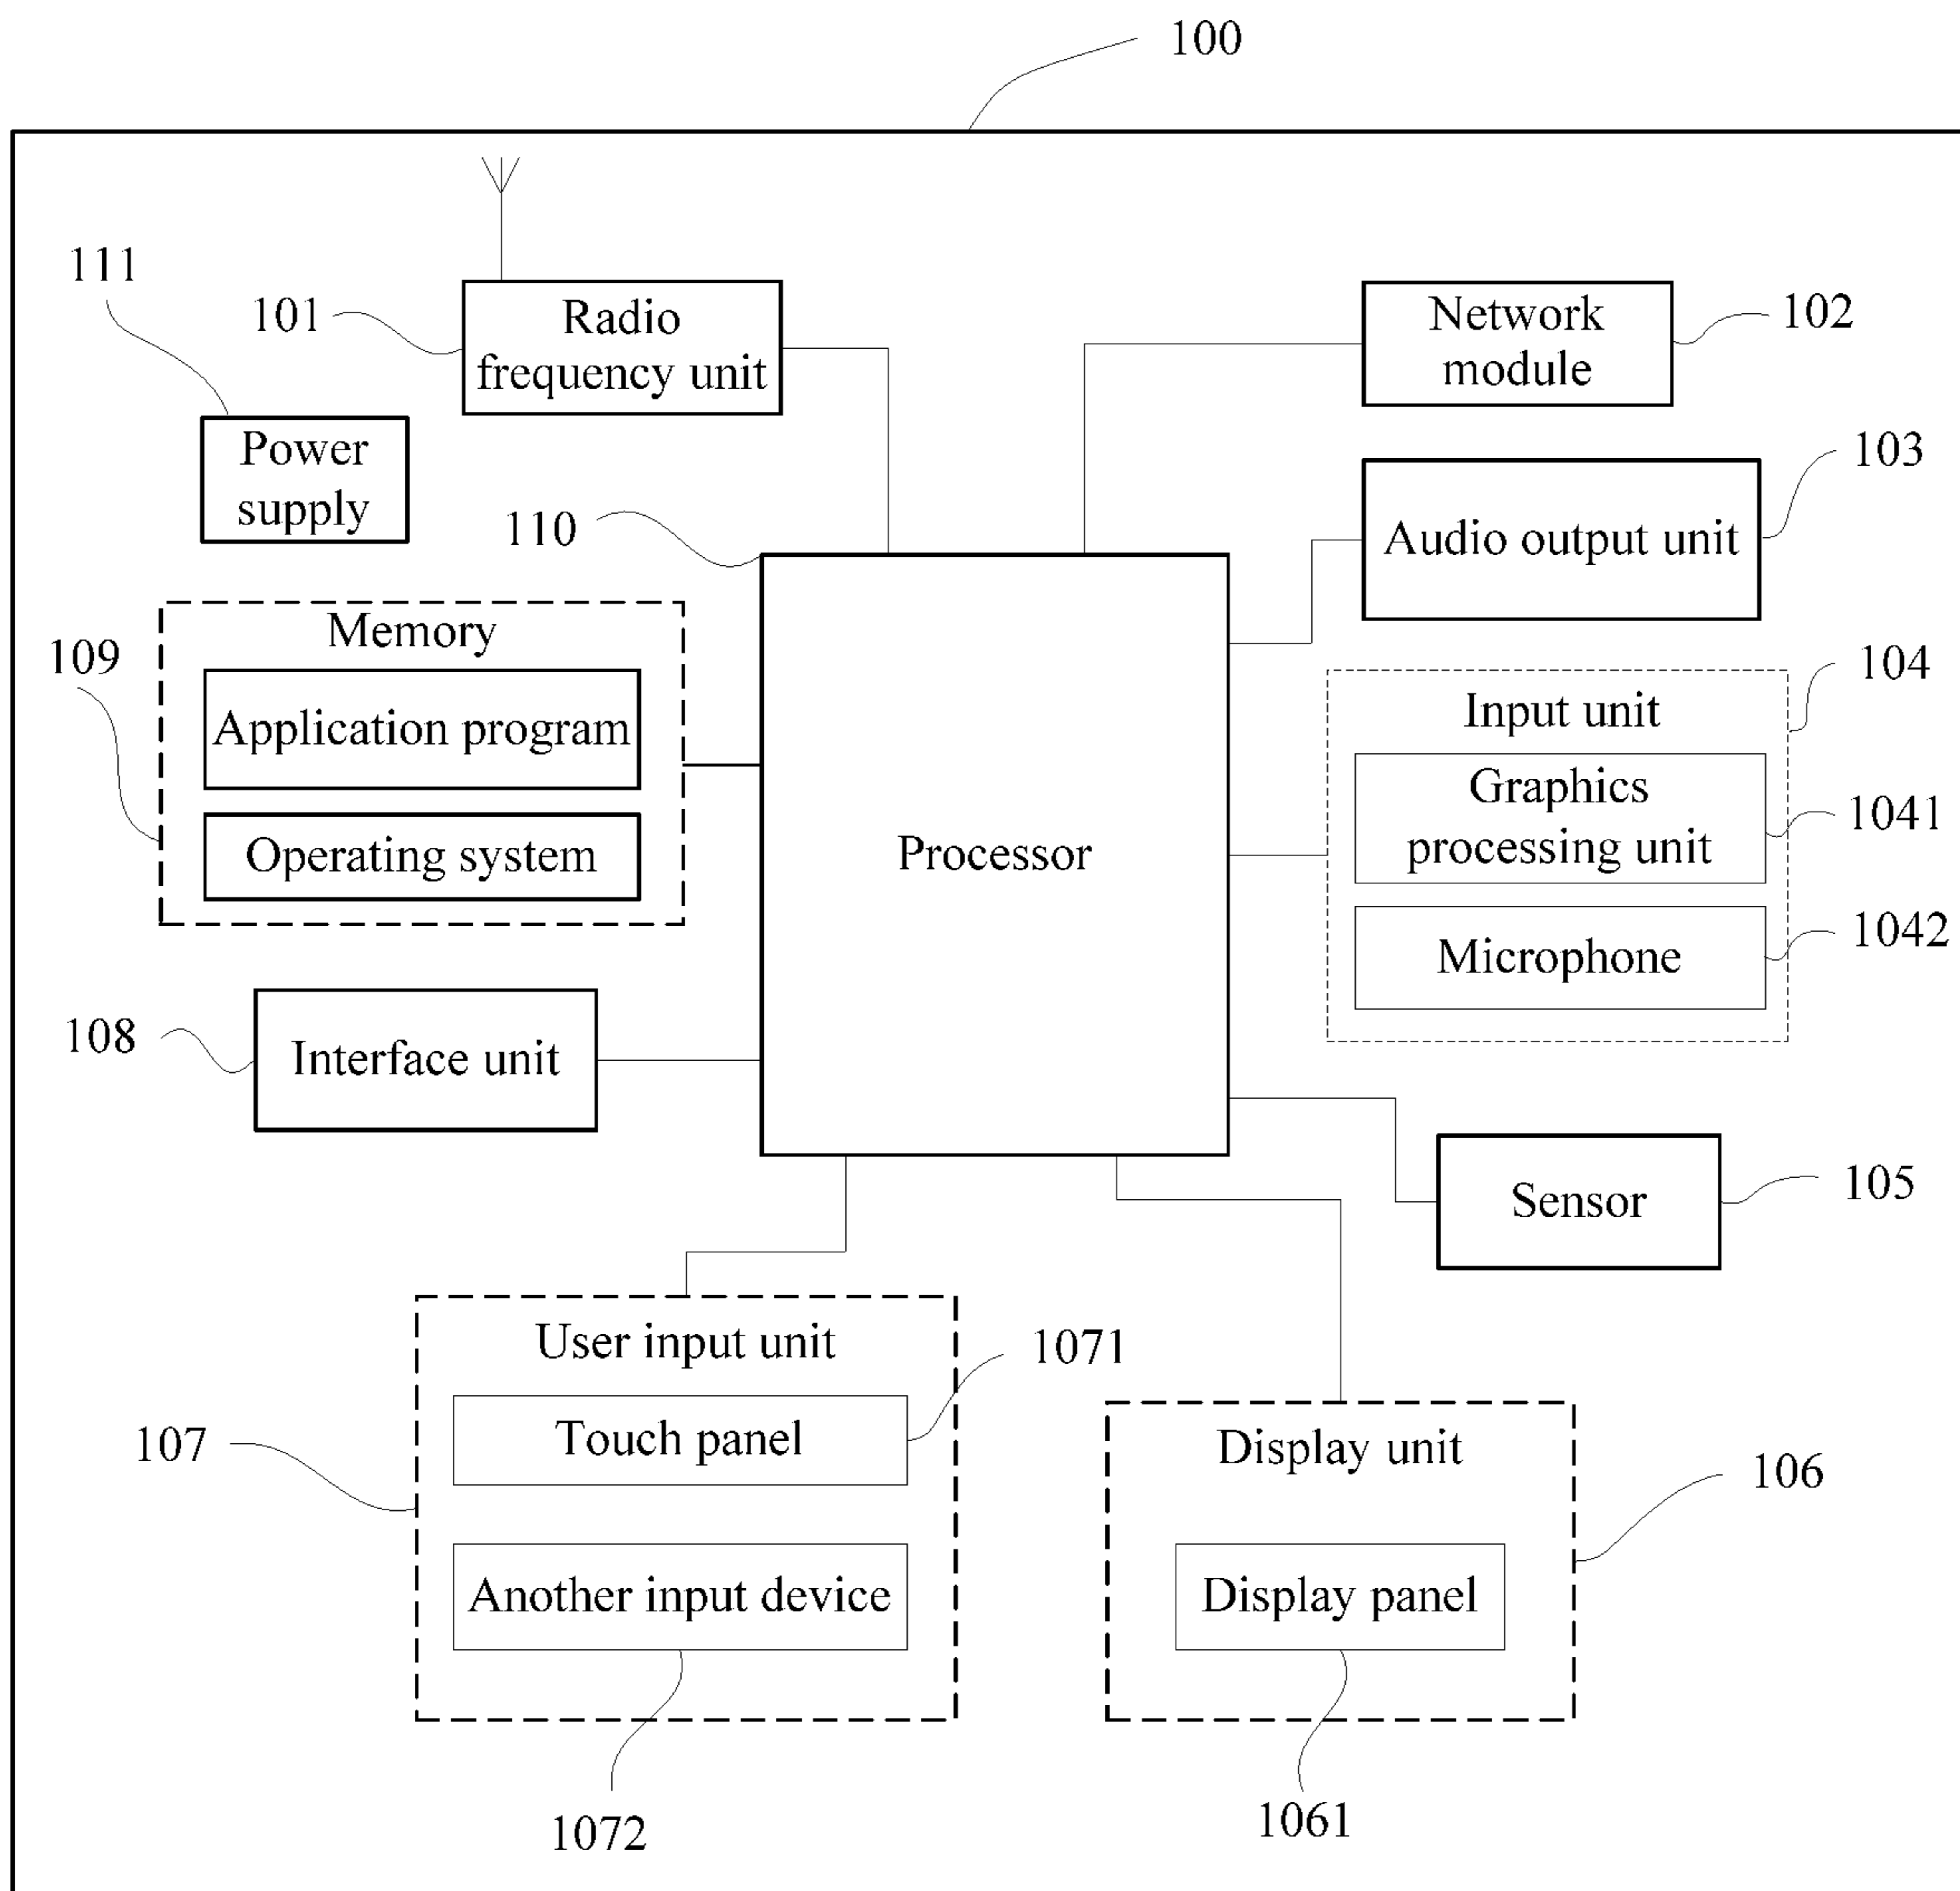 100
111
101
Radio
frequency unit
Network
module
102
Power
supply
103
Audio output unit
110
Memory
109
Application program
Operating system
Processor
104
Input unit
Graphics
processing unit
1041
Microphone
1042
108
Interface unit
Sensor
105
User input unit
1071
Touch panel
107
Another input device
1072
Display unit
106
Display panel
1061